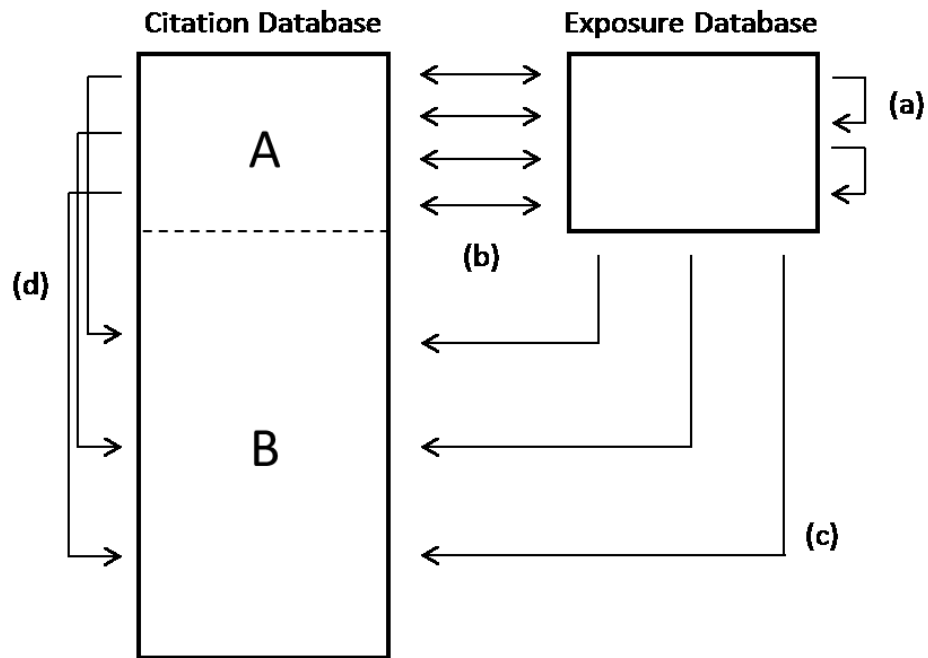 Citation Database
Exposure Database
(a)
A
(b)
(d)
B
(c)